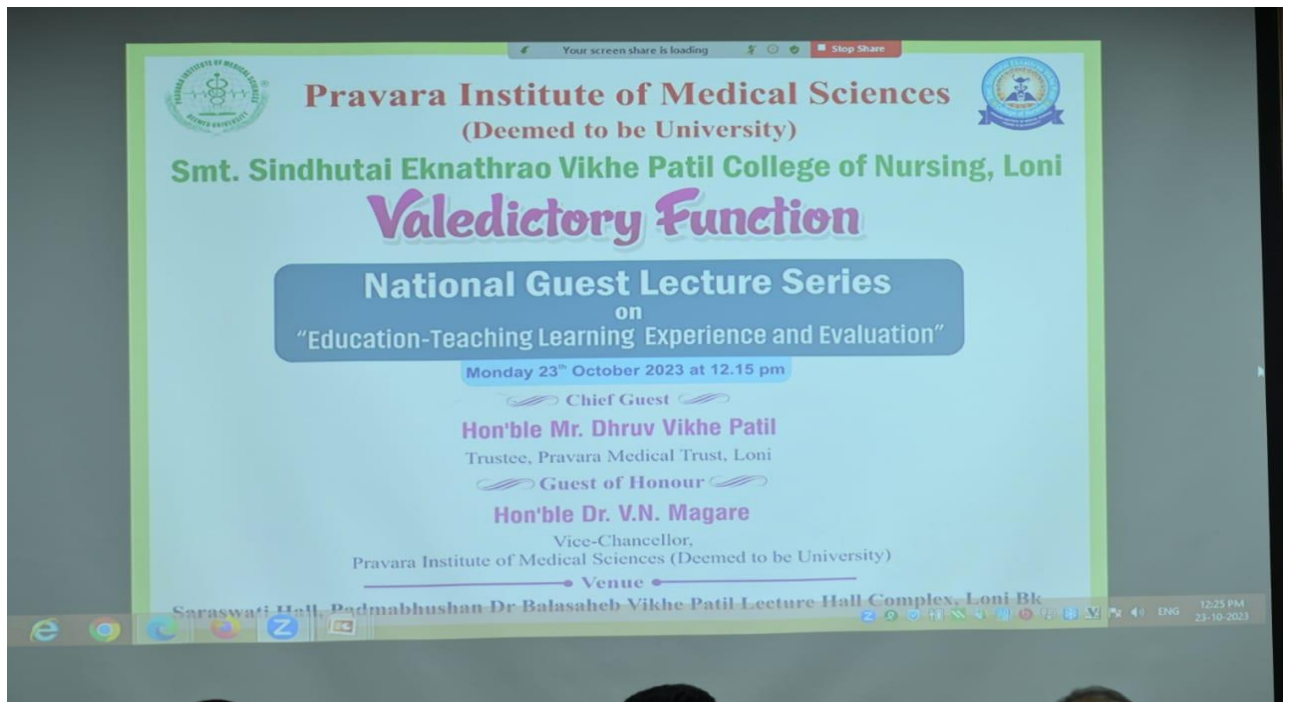 Your screen share is loading
Stop Share
Pravara Institute of Medical Sciences
(Deemed to be University)
Smt. Sindhutai Eknathrao Vikhe Patil College of Nursing, Loni
Valedictory Function
National Guest Lecture Series
on
“Education-Teaching Learning Experience and Evaluation”
Monday 23th October 2023 at 12.15 pm
Chief Guest
Hon'ble Mr. Dhruv Vikhe Patil
Trustee, Pravara Medical Trust, Loni
Guest of Honour
Hon'ble Dr. V.N. Magare
Vice-Chancellor,
Pravara Institute of Medical Sciences (Deemed to be University)
Venue
Saraswati Hall, Padmabhushan Dr Balasaheb Vikhe Patil Lecture Hall Complex, Loni Bk
ENG
12:25 PM
23-10-2023